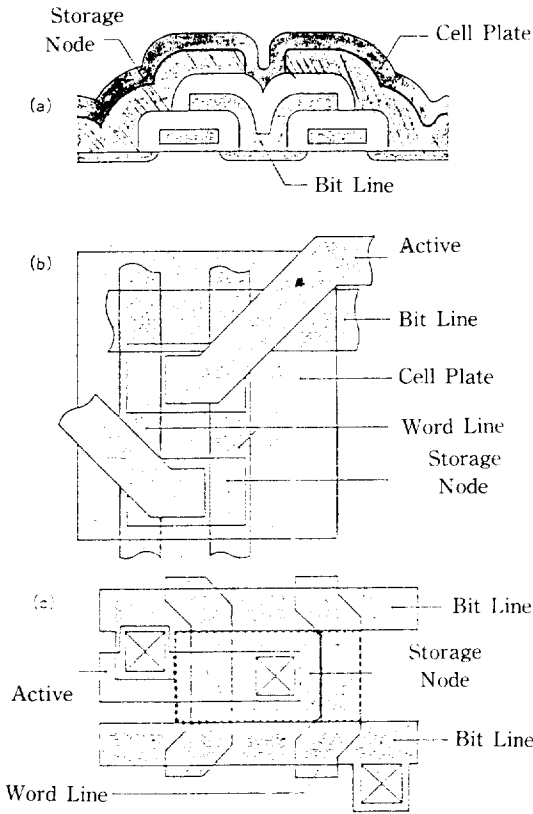 Storage
Node
Cell Plate
(a)
Bit Line
(b)
Active
Bit Line
Cell Plate
Word Line
Storage
Node
(c)
Bit Line
Storage
Node
Active
Bit Line
Word Line